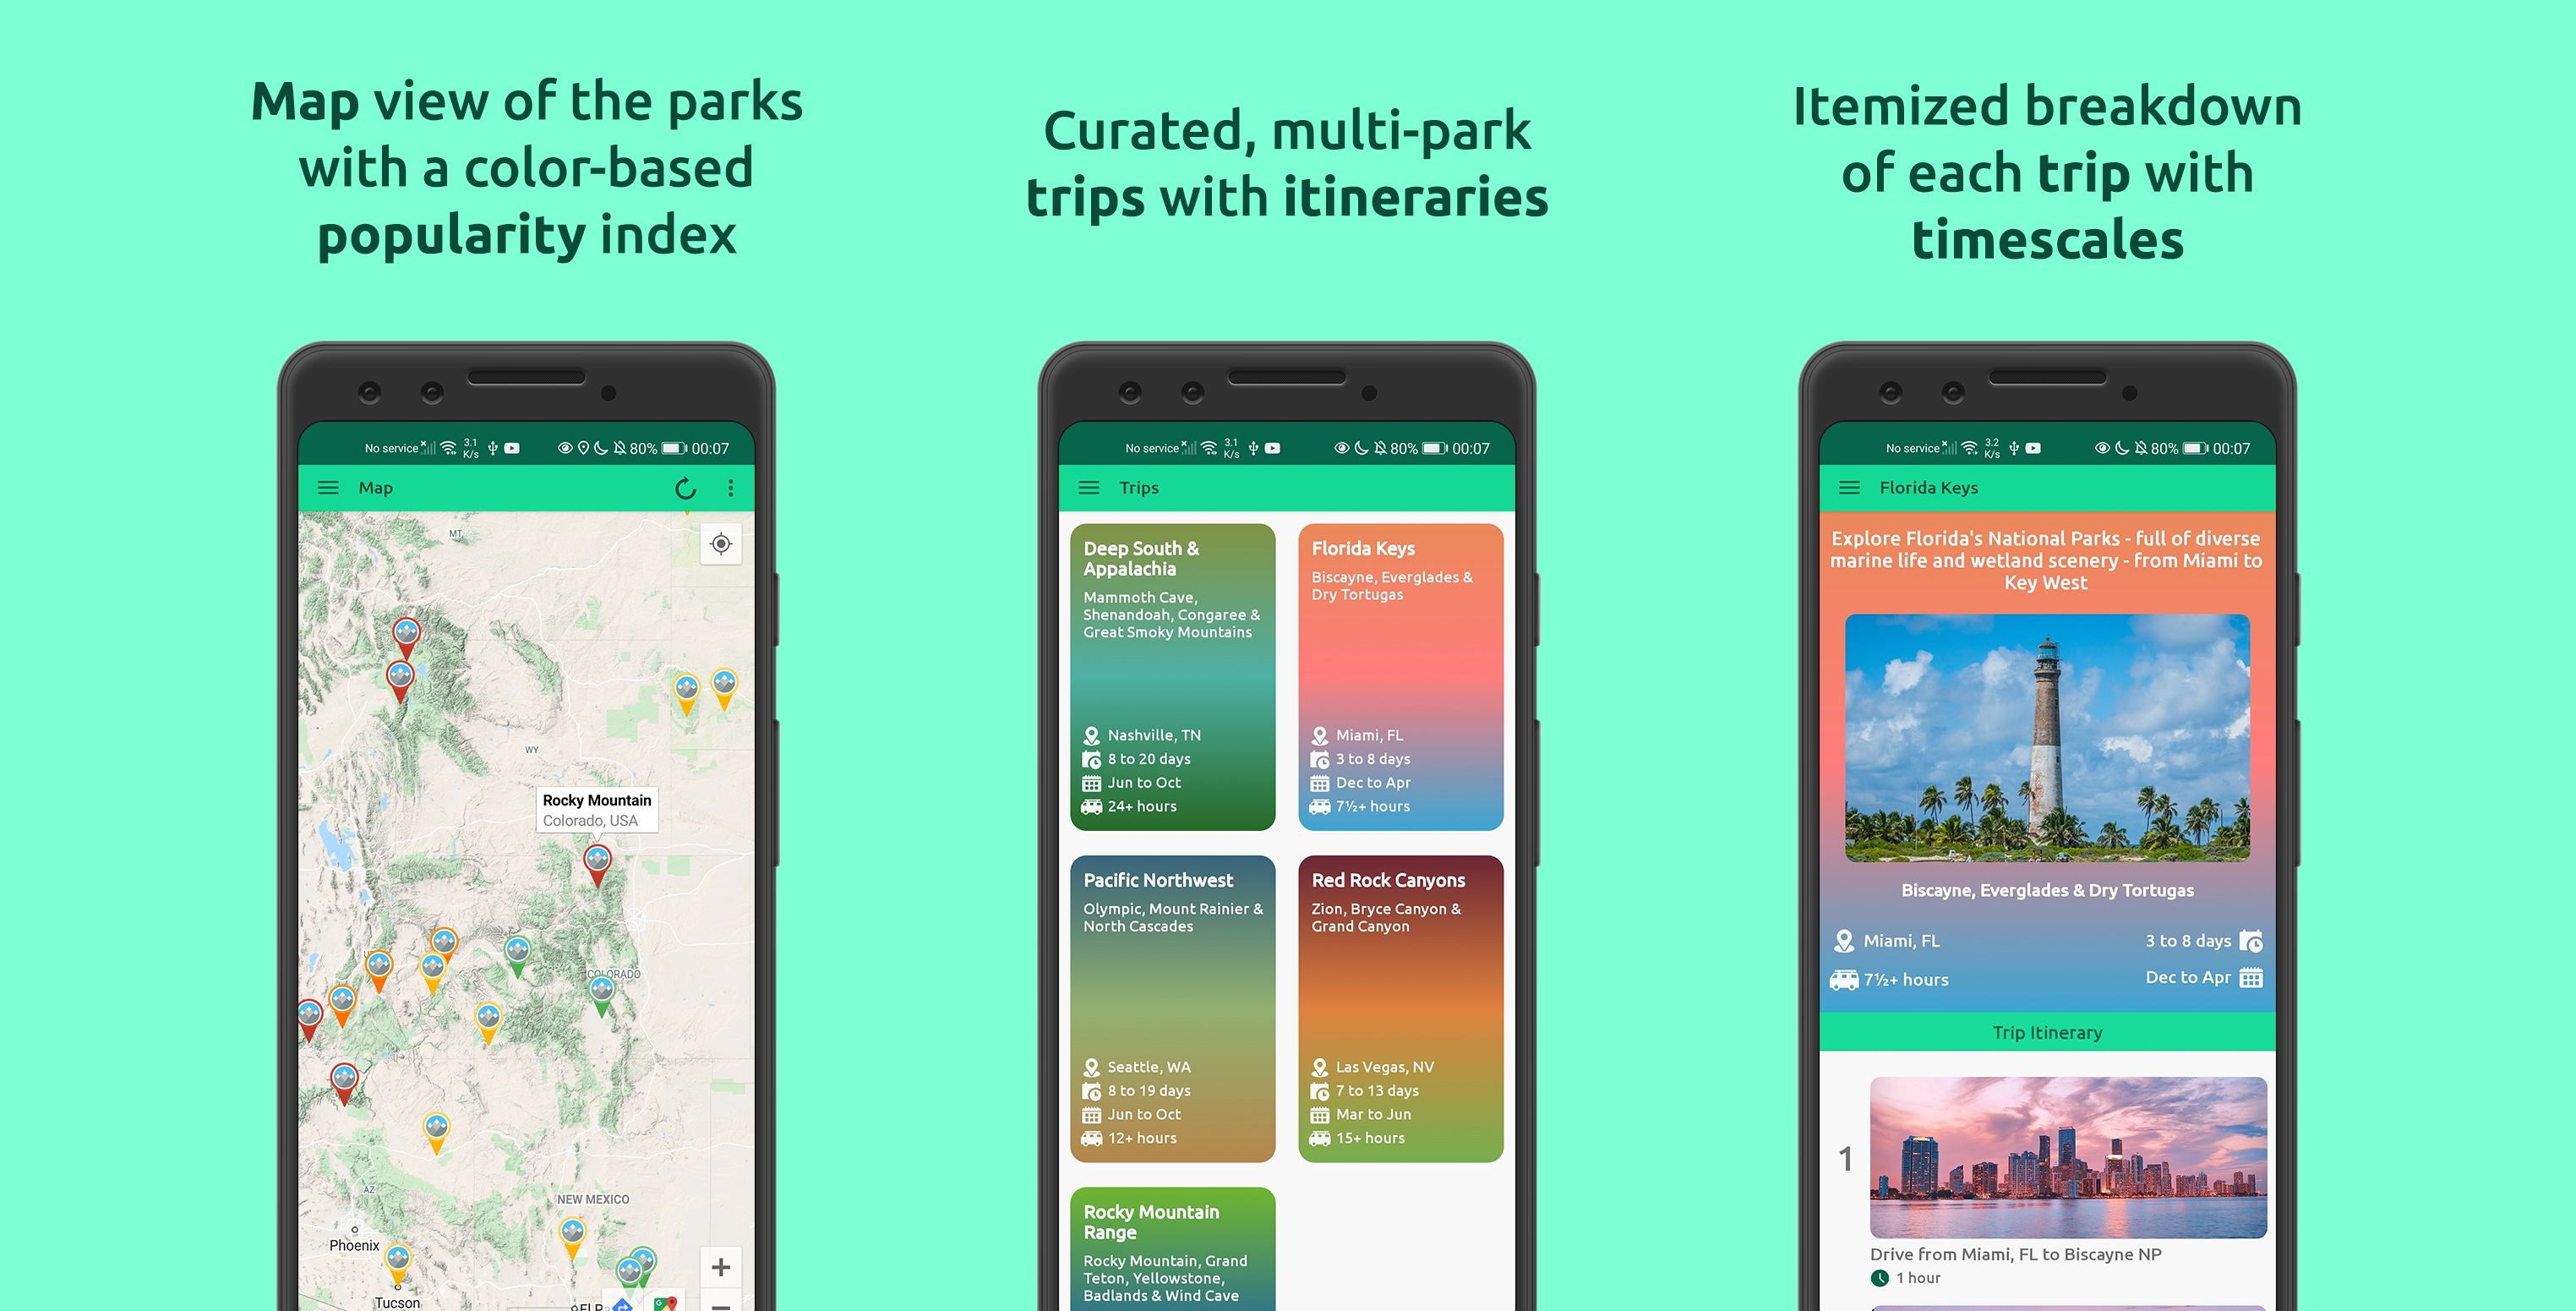 Map view of the parks
with a color-based
popularity index
No service
3.1
K/s
80%
00:07
Map
MT
WY
Rocky Mountain
Colorado, USA
COLORADO
AZ
NEW MEXICO
Phoenix
Tucson
Curated, multi-park
trips with itineraries
No service
3.1
K/s
80%
00:07
Trips
Deep South &
Appalachia
Mammoth Cave,
Shenandoah, Congaree &
Great Smoky Mountains
Nashville, TN
8 to 20 days
Jun to Oct
24+ hours
Florida Keys
Biscayne, Everglades &
Dry Tortugas
Miami, FL
3 to 8 days
Dec to Apr
7½+ hours
Pacific Northwest
Olympic, Mount Rainier &
North Cascades
Seattle, WA
8 to 19 days
Jun to Oct
12+ hours
Red Rock Canyons
Zion, Bryce Canyon &
Grand Canyon
Las Vegas, NV
7 to 13 days
Mar to Jun
15+ hours
Rocky Mountain
Range
Rocky Mountain, Grand
Teton, Yellowstone,
Badlands & Wind Cave
Itemized breakdown
of each trip with
timescales
No service
3.2
K/s
80%
00:07
Florida Keys
Explore Florida's National Parks - full of diverse
marine life and wetland scenery - from Miami to
Key West
Biscayne, Everglades & Dry Tortugas
Miami, FL
3 to 8 days
7½+ hours
Dec to Apr
Trip Itinerary
1
Drive from Miami, FL to Biscayne NP
1 hour